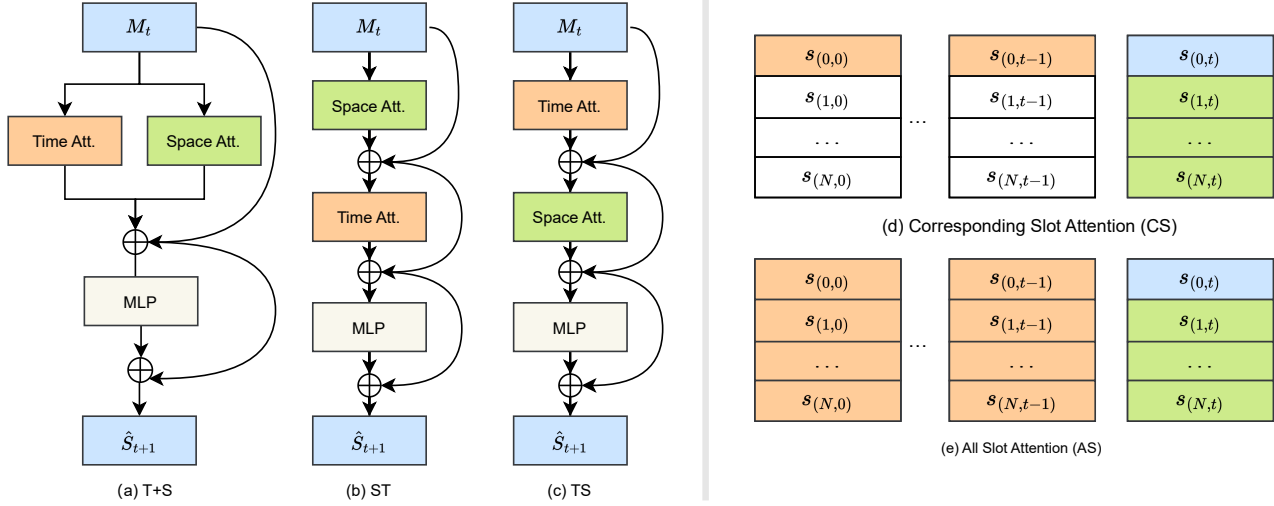 M_t
Time Att.
Space Att.
MLP
Ŝ_{t+1}
(a) T+S
M_t
Space Att.
Time Att.
MLP
Ŝ_{t+1}
(b) ST
M_t
Time Att.
Space Att.
MLP
Ŝ_{t+1}
(c) TS
s_{(0,0)} s_{(0,t−1)} s_{(0,t)}
s_{(1,0)} ... s_{(1,t−1)} s_{(1,t)}
... ... ...
s_{(N,0)} s_{(N,t−1)} s_{(N,t)}
(d) Corresponding Slot Attention (CS)
s_{(0,0)} s_{(0,t−1)} s_{(0,t)}
s_{(1,0)} ... s_{(1,t−1)} s_{(1,t)}
... ... ...
s_{(N,0)} s_{(N,t−1)} s_{(N,t)}
(e) All Slot Attention (AS)